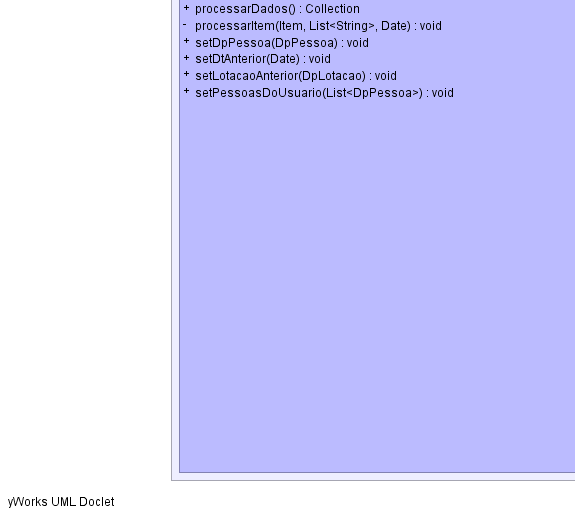 + processarDados() : Collection
- processarItem(Item, List<String>, Date) : void
+ setDpPessoa(DpPessoa) : void
+ setDtAnterior(Date) : void
+ setLotacaoAnterior(DpLotacao) : void
+ setPessoasDoUsuario(List<DpPessoa>) : void
yWorks UML Doclet